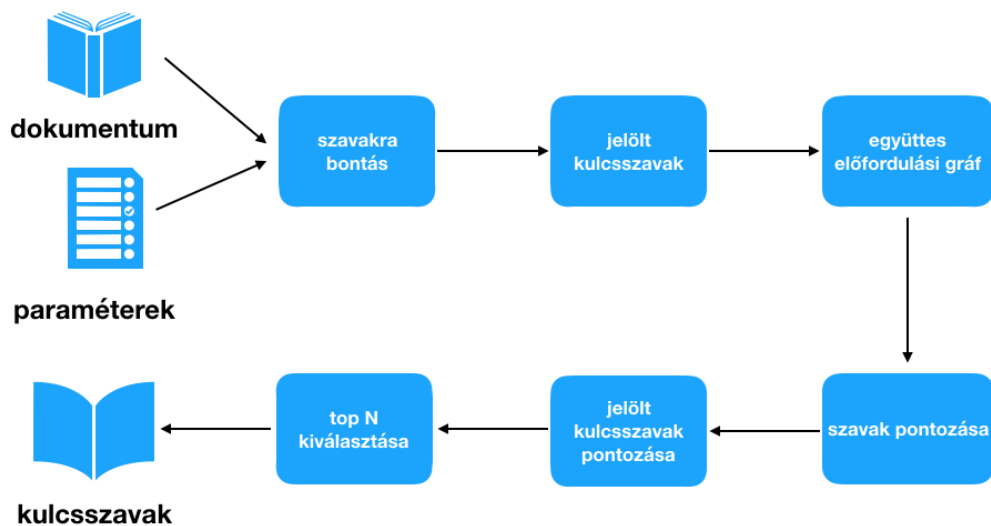 dokumentum
paraméterek
szavakra
bontás
jelölt
kulcsszavak
együttes
előfordulási gráf
szavak pontozása
jelölt
kulcsszavak
pontozása
top N
kiválasztása
kulcsszavak